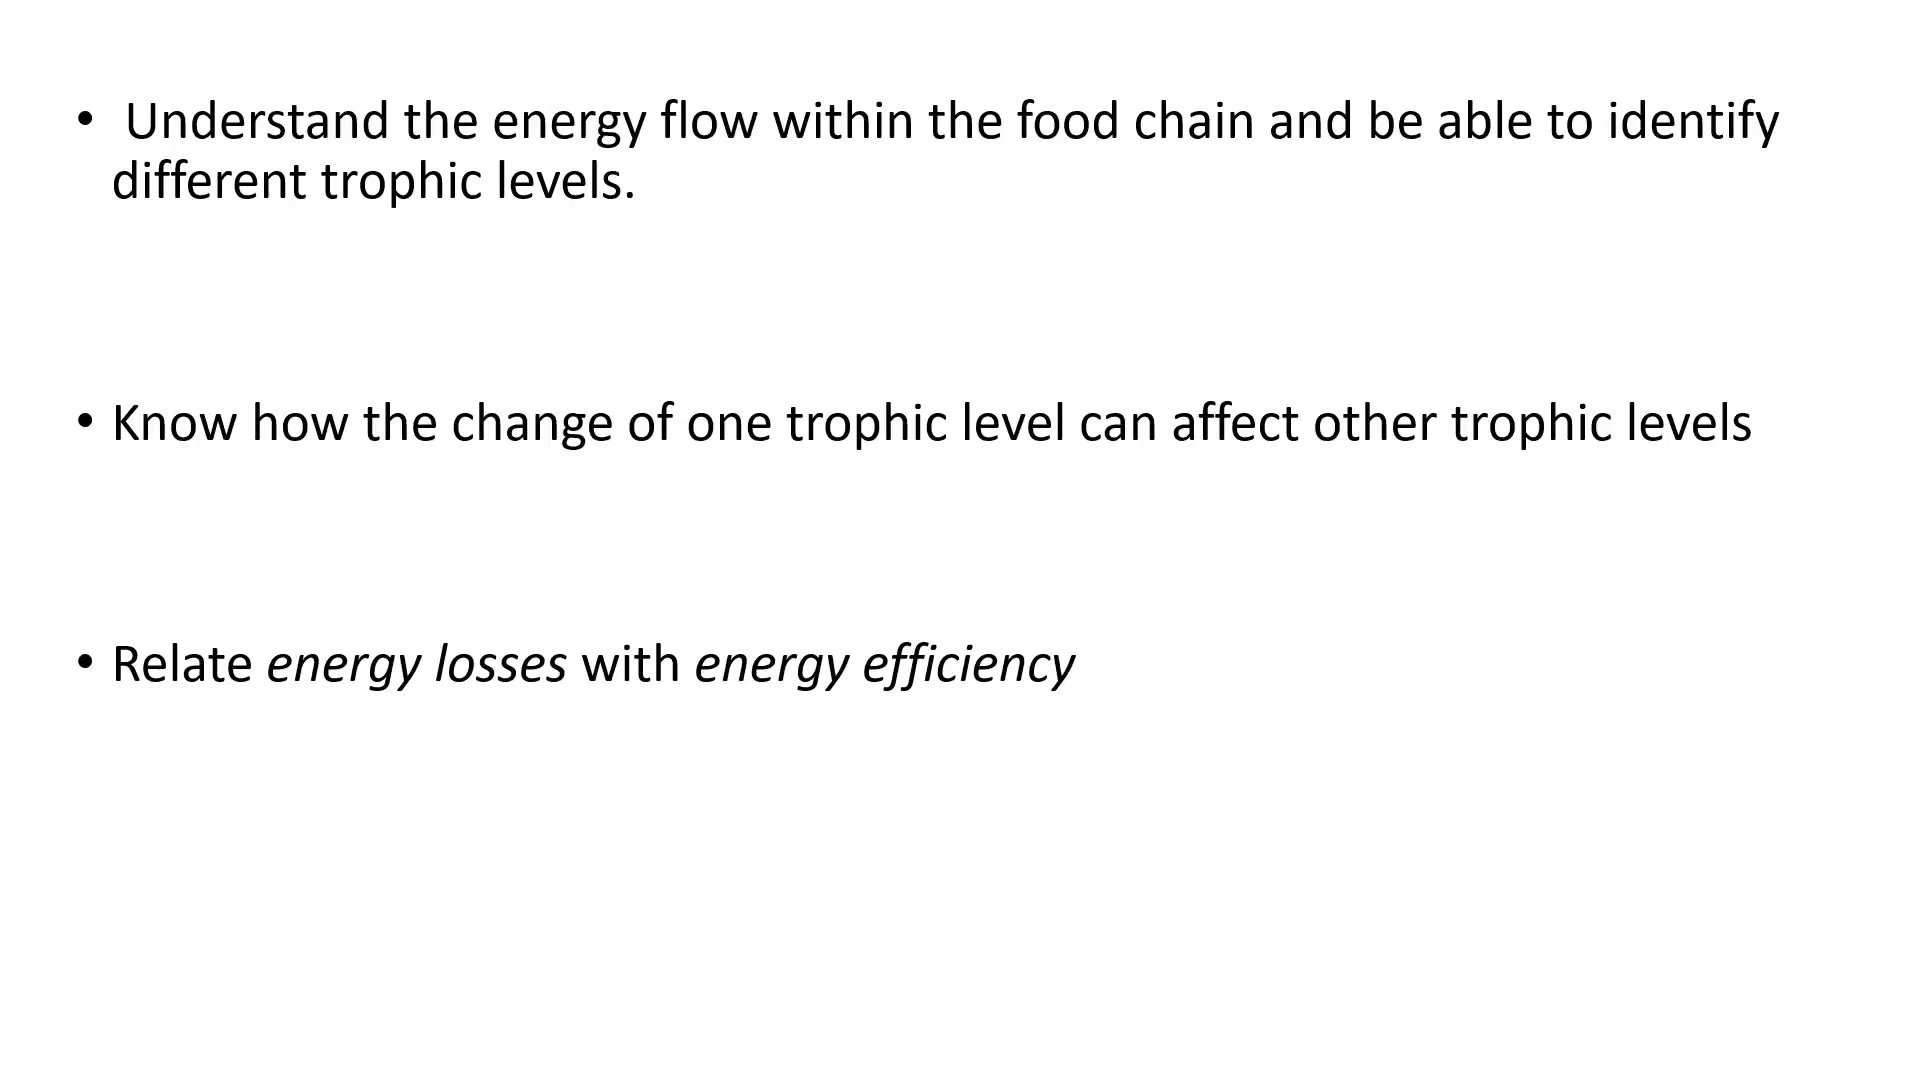 • Understand the energy flow within the food chain and be able to identify
different trophic levels.
• Know how the change of one trophic level can affect other trophic levels
• Relate energy losses with energy efficiency